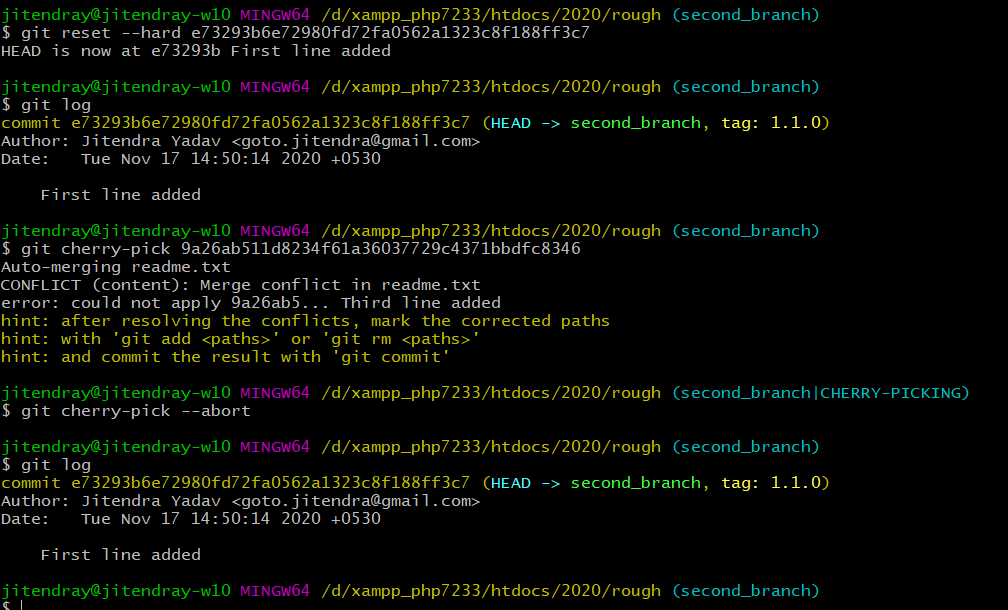 jitendray@jitendray-w10 MINGW64 /d/xampp_php7233/htdocs/2020/rough (second_branch)
$ git reset --hard e73293b6e72980fd72fa0562a1323c8f188ff3c7
HEAD is now at e73293b First line added
jitendray@jitendray-w10 MINGW64 /d/xampp_php7233/htdocs/2020/rough (second_branch)
$ git log
commit e73293b6e72980fd72fa0562a1323c8f188ff3c7 (HEAD -> second_branch, tag: 1.1.0)
Author: Jitendra Yadav <goto.jitendra@gmail.com>
Date:   Tue Nov 17 14:50:14 2020 +0530
First line added
jitendray@jitendray-w10 MINGW64 /d/xampp_php7233/htdocs/2020/rough (second_branch)
$ git cherry-pick 9a26ab511d8234f61a36037729c4371bbdfc8346
Auto-merging readme.txt
CONFLICT (content): Merge conflict in readme.txt
error: could not apply 9a26ab5... Third line added
hint: after resolving the conflicts, mark the corrected paths
hint: with 'git add <paths>' or 'git rm <paths>'
hint: and commit the result with 'git commit'
jitendray@jitendray-w10 MINGW64 /d/xampp_php7233/htdocs/2020/rough (second_branch|CHERRY-PICKING)
$ git cherry-pick --abort
jitendray@jitendray-w10 MINGW64 /d/xampp_php7233/htdocs/2020/rough (second_branch)
$ git log
commit e73293b6e72980fd72fa0562a1323c8f188ff3c7 (HEAD -> second_branch, tag: 1.1.0)
Author: Jitendra Yadav <goto.jitendra@gmail.com>
Date:   Tue Nov 17 14:50:14 2020 +0530
First line added
jitendray@jitendray-w10 MINGW64 /d/xampp_php7233/htdocs/2020/rough (second_branch)
$